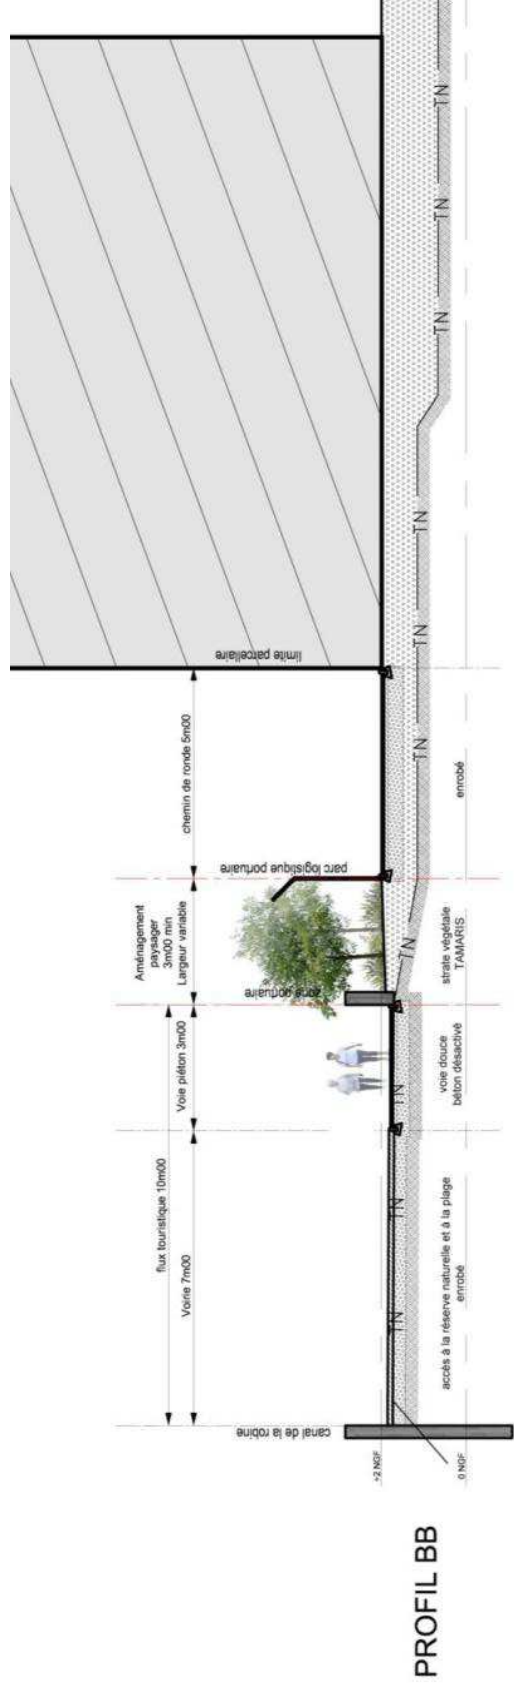 PROFIL BB
flux touristique 10m00
Voirie 7m00
Voie piéton 3m00
Aménagement
paysager
3m00 min
Largeur variable
chemin de ronde 5m00
canal de la robine
zone portuaire
parc logistique portuaire
limite parcellaire
+2 NGF
0 NGF
TN
TN
TN
TN
TN
TN
TN
TN
TN
TN
accès à la réserve naturelle et à la plage
enrobé
voie douce
béton désactivé
strate végétale
TAMARIS
enrobé